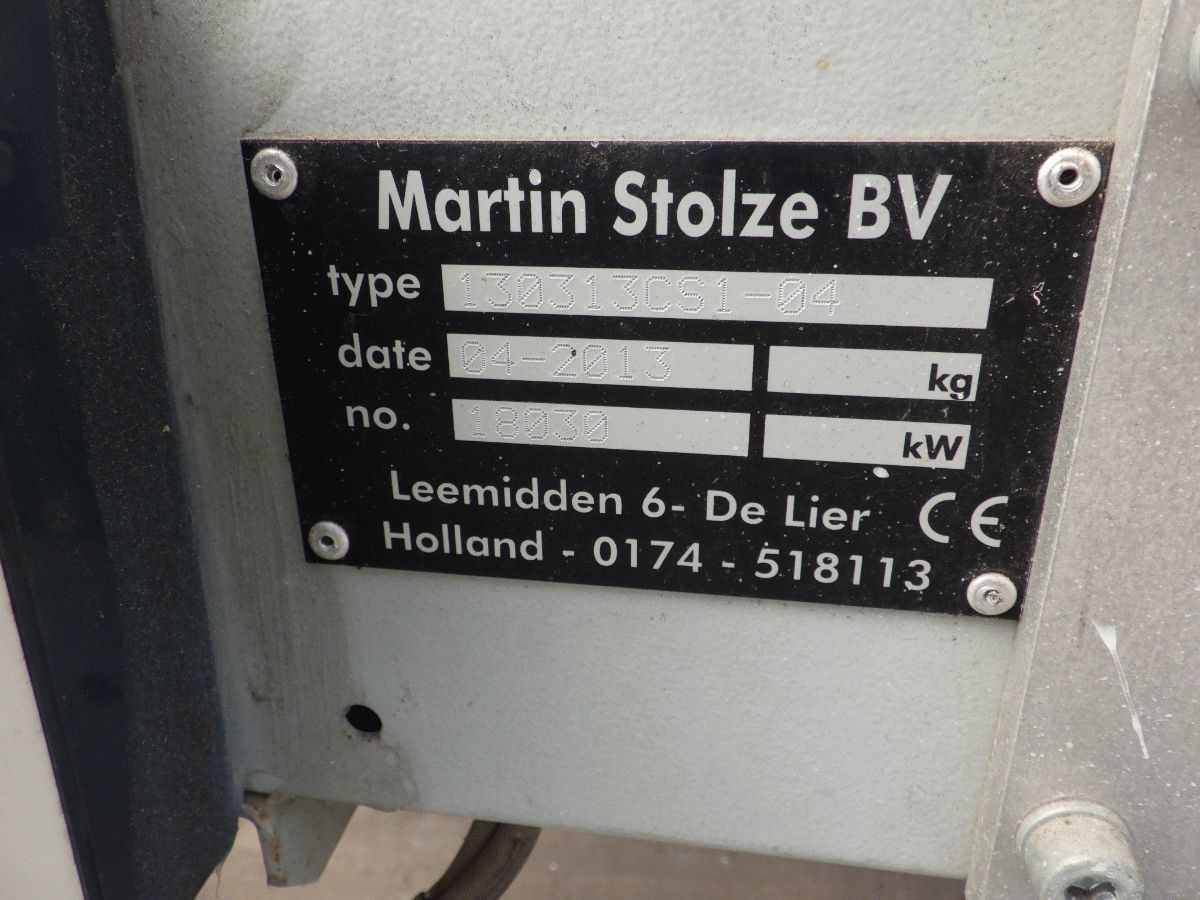 Martin Stolze BV
type 130313CS1-04
date 04-2013 kg
no. 18030 kW
Leemidden 6- De Lier CE
Holland - 0174 - 518113